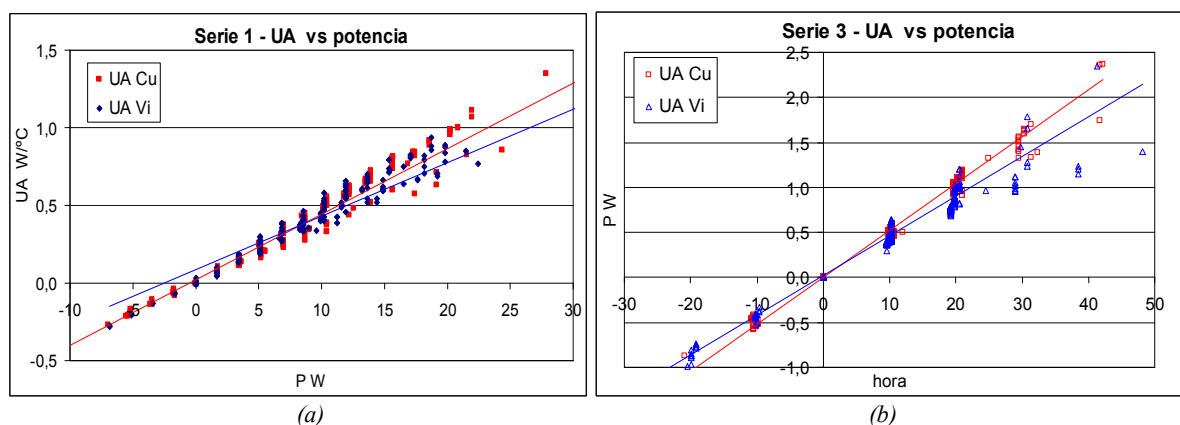 Serie 1 - UA vs potencia
1,5
1,0
0,5
0,0
-0,5
-10
-5
0
5
10
15
20
25
30
UA W/ºC
P W
UA Cu
UA Vi
(a)
Serie 3 - UA vs potencia
2,5
2,0
1,5
1,0
0,5
0,0
-0,5
-1,0
-30
-20
-10
0
10
20
30
40
50
P W
hora
UA Cu
UA Vi
(b)